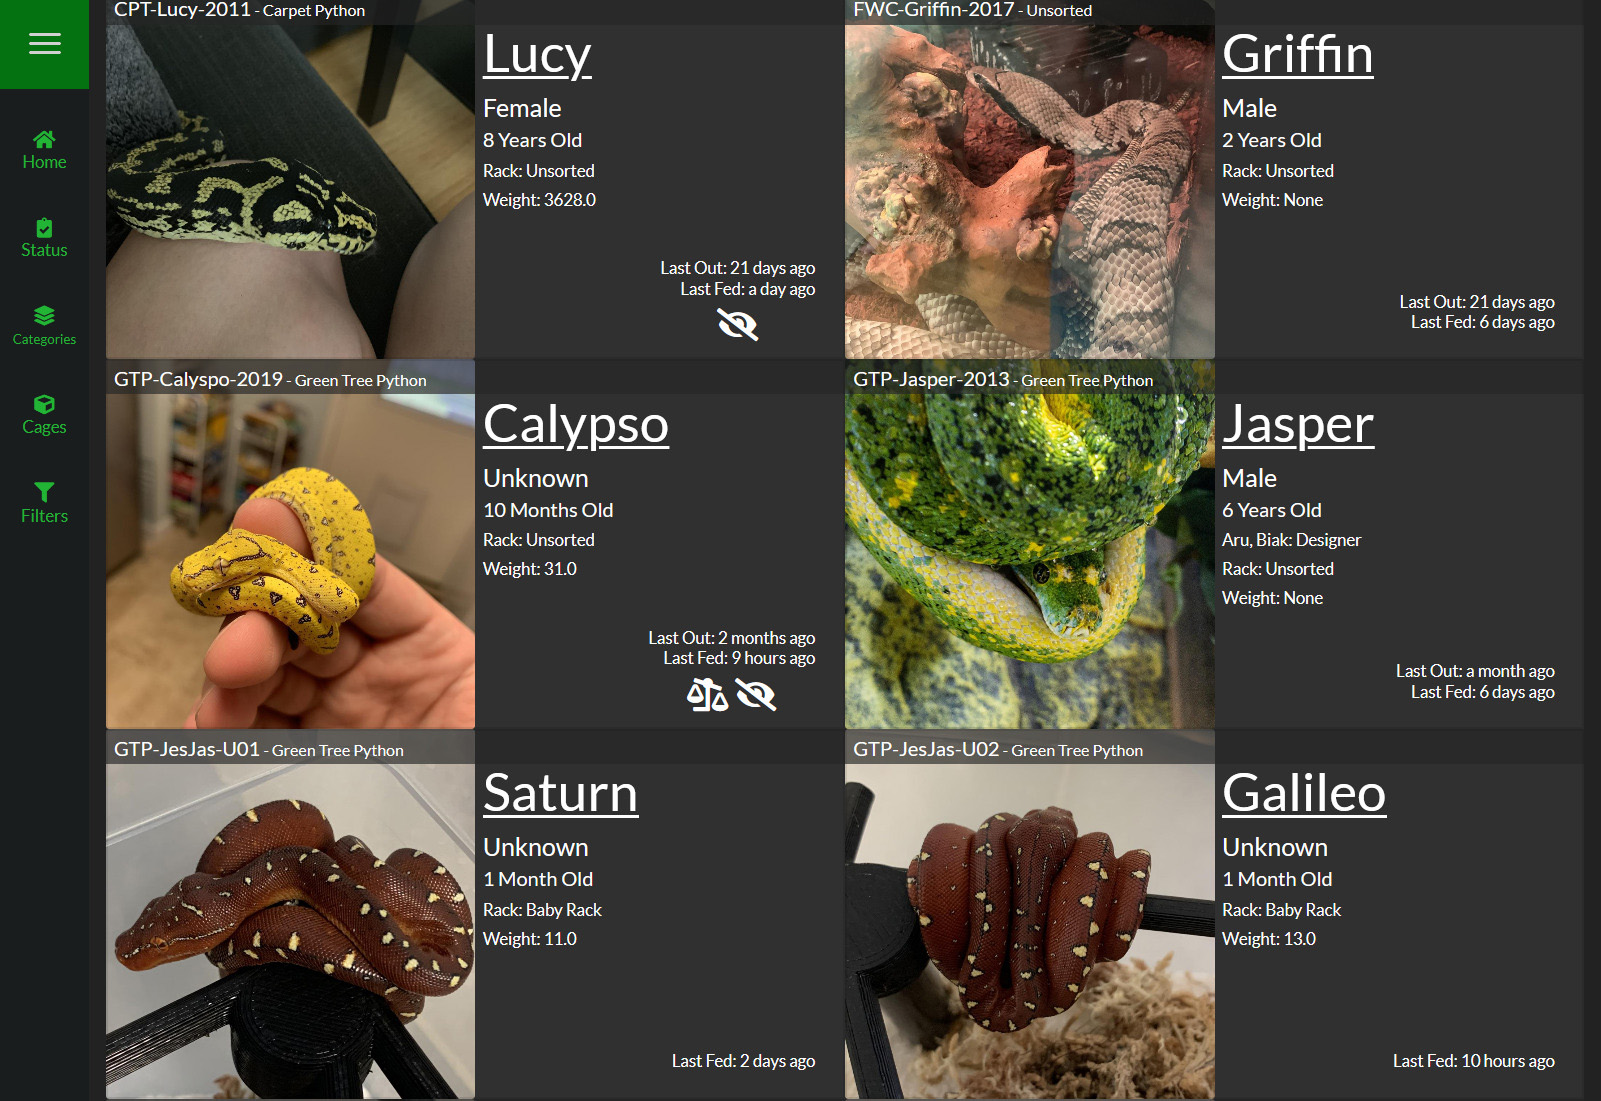 Home
Status
Categories
Cages
Filters
CPT-Lucy-2011 - Carpet Python
Lucy
Female
8 Years Old
Rack: Unsorted
Weight: 3628.0
Last Out: 21 days ago
Last Fed: a day ago
FWC-Griffin-2017 - Unsorted
Griffin
Male
2 Years Old
Rack: Unsorted
Weight: None
Last Out: 21 days ago
Last Fed: 6 days ago
GTP-Calyspo-2019 - Green Tree Python
Calypso
Unknown
10 Months Old
Rack: Unsorted
Weight: 31.0
Last Out: 2 months ago
Last Fed: 9 hours ago
GTP-Jasper-2013 - Green Tree Python
Jasper
Male
6 Years Old
Aru, Biak: Designer
Rack: Unsorted
Weight: None
Last Out: a month ago
Last Fed: 6 days ago
GTP-JesJas-U01 - Green Tree Python
Saturn
Unknown
1 Month Old
Rack: Baby Rack
Weight: 11.0
Last Fed: 2 days ago
GTP-JesJas-U02 - Green Tree Python
Galileo
Unknown
1 Month Old
Rack: Baby Rack
Weight: 13.0
Last Fed: 10 hours ago